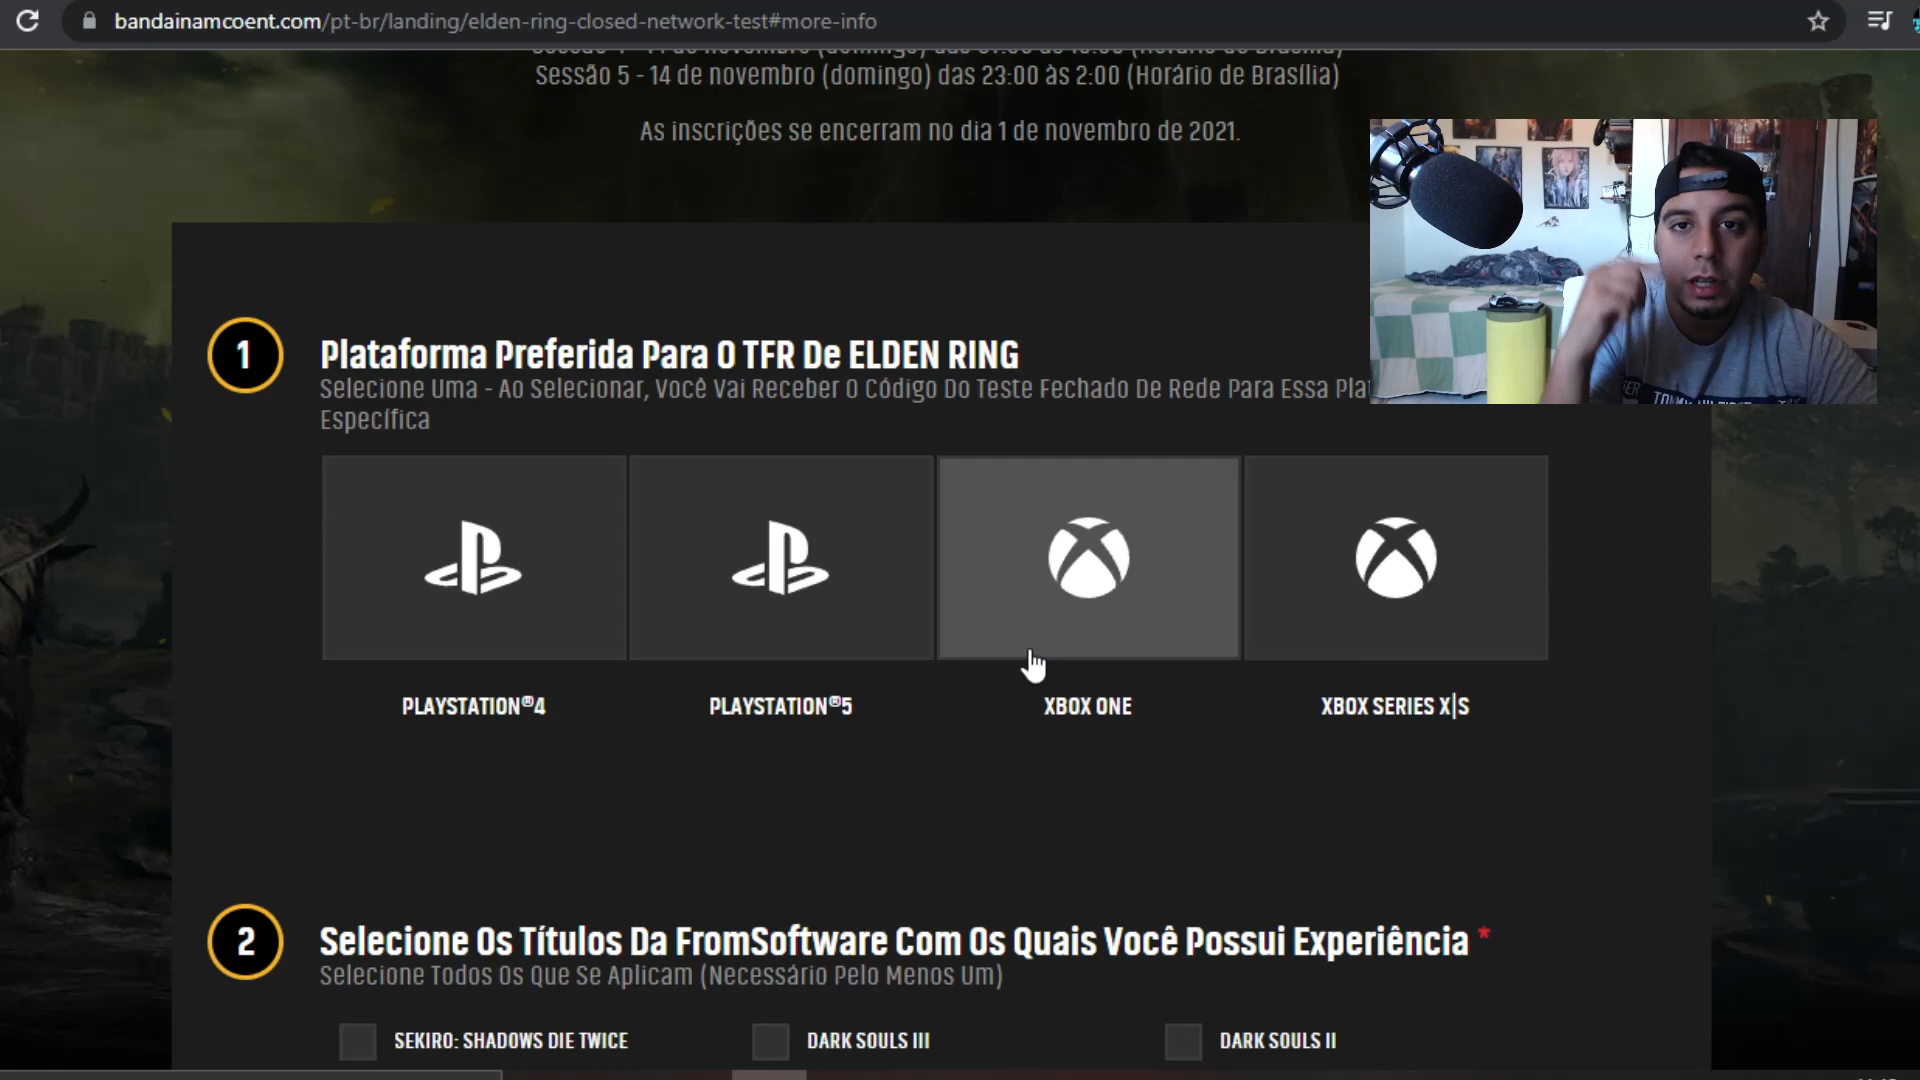 bandainamcoent.com/pt-br/landing/elden-ring-closed-network-test#more-info
Sessão 5 - 14 de novembro (domingo) das 23:00 às 2:00 (Horário de Brasília)
As inscrições se encerram no dia 1 de novembro de 2021.
1 Plataforma Preferida Para O TFR De ELDEN RING
Selecione Uma - Ao Selecionar, Você Vai Receber O Código Do Teste Fechado De Rede Para Essa
Específica
PLAYSTATION®4 PLAYSTATION®5 XBOX ONE XBOX SERIES X|S
2 Selecione Os Títulos Da FromSoftware Com Os Quais Você Possui Experiência *
Selecione Todos Os Que Se Aplicam (Necessário Pelo Menos Um)
SEKIRO: SHADOWS DIE TWICE DARK SOULS III DARK SOULS II